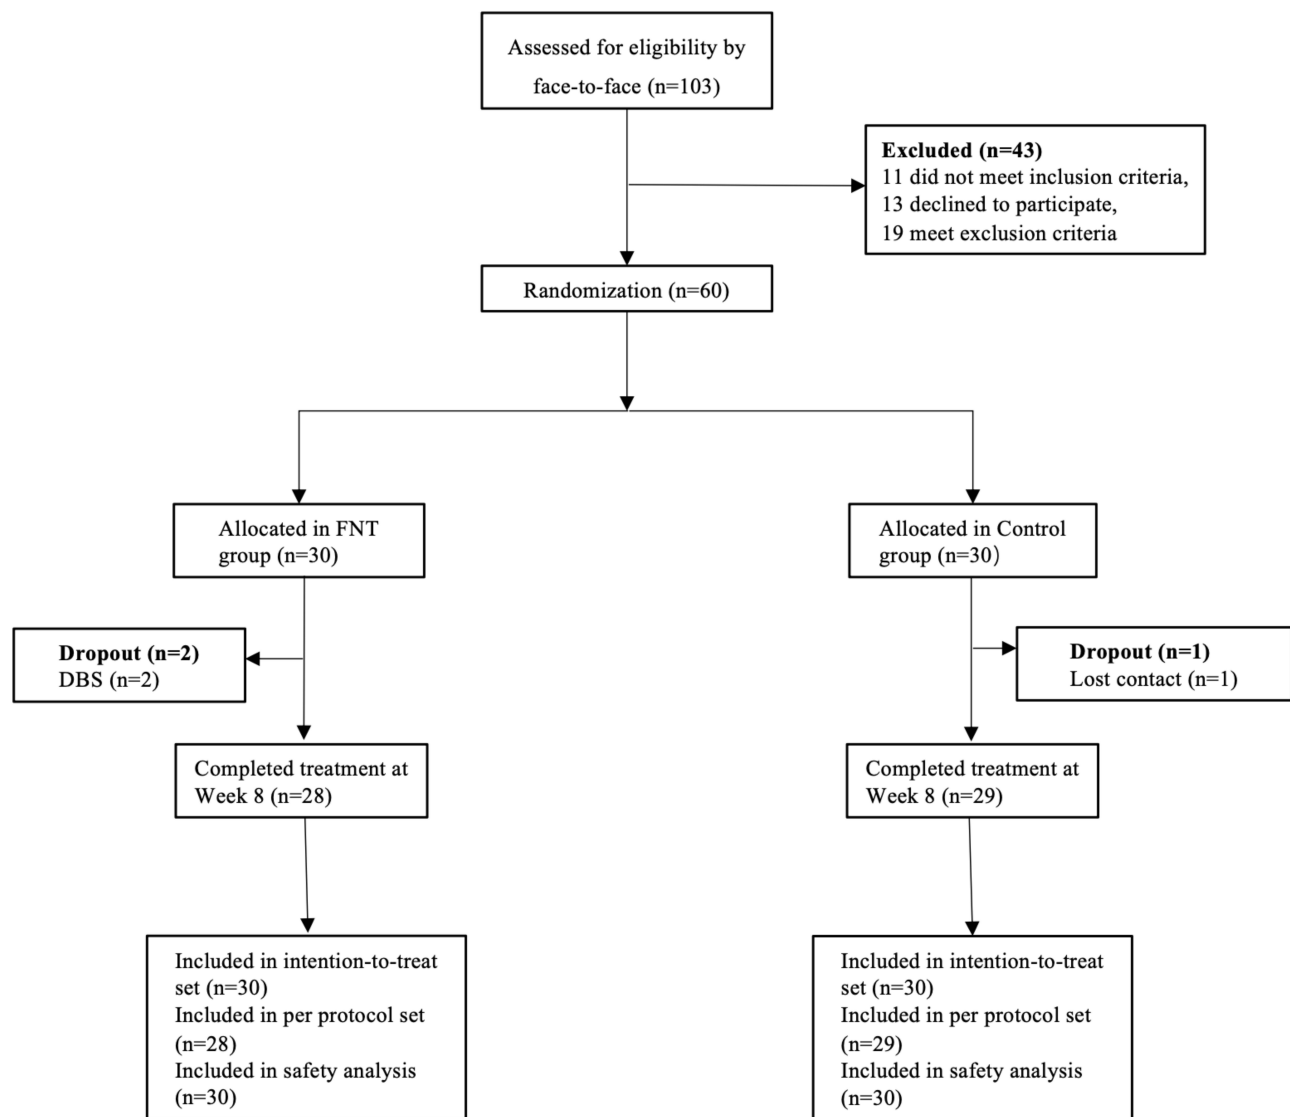 Assessed for eligibility by
face-to-face (n=103)
Excluded (n=43)
11 did not meet inclusion criteria,
13 declined to participate,
19 meet exclusion criteria
Randomization (n=60)
Allocated in FNT
group (n=30)
Allocated in Control
group (n=30)
Dropout (n=2)
DBS (n=2)
Dropout (n=1)
Lost contact (n=1)
Completed treatment at
Week 8 (n=28)
Completed treatment at
Week 8 (n=29)
Included in intention-to-treat
set (n=30)
Included in per protocol set
(n=28)
Included in safety analysis
(n=30)
Included in intention-to-treat
set (n=30)
Included in per protocol set
(n=29)
Included in safety analysis
(n=30)